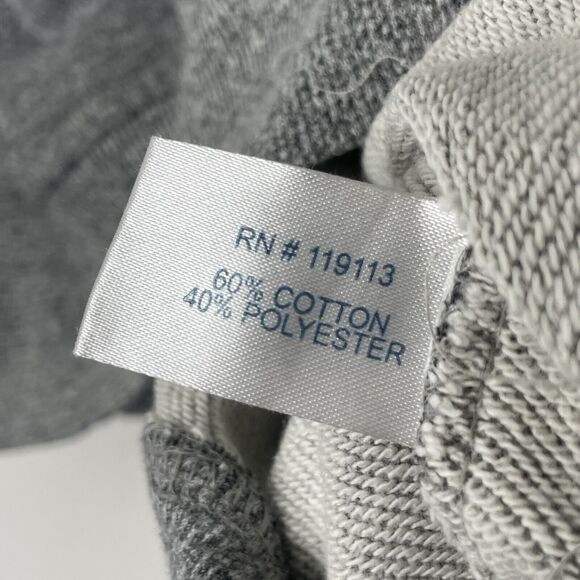 RN # 119113
60% COTTON
40% POLYESTER